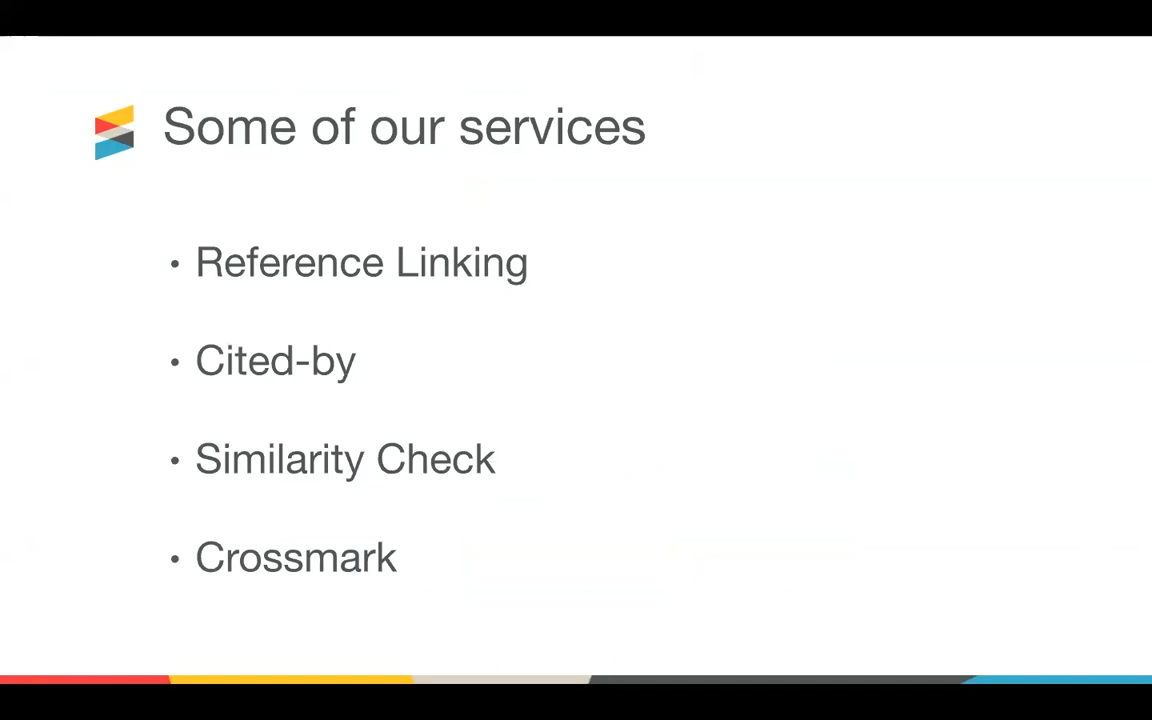 Some of our services
• Reference Linking
• Cited-by
• Similarity Check
• Crossmark